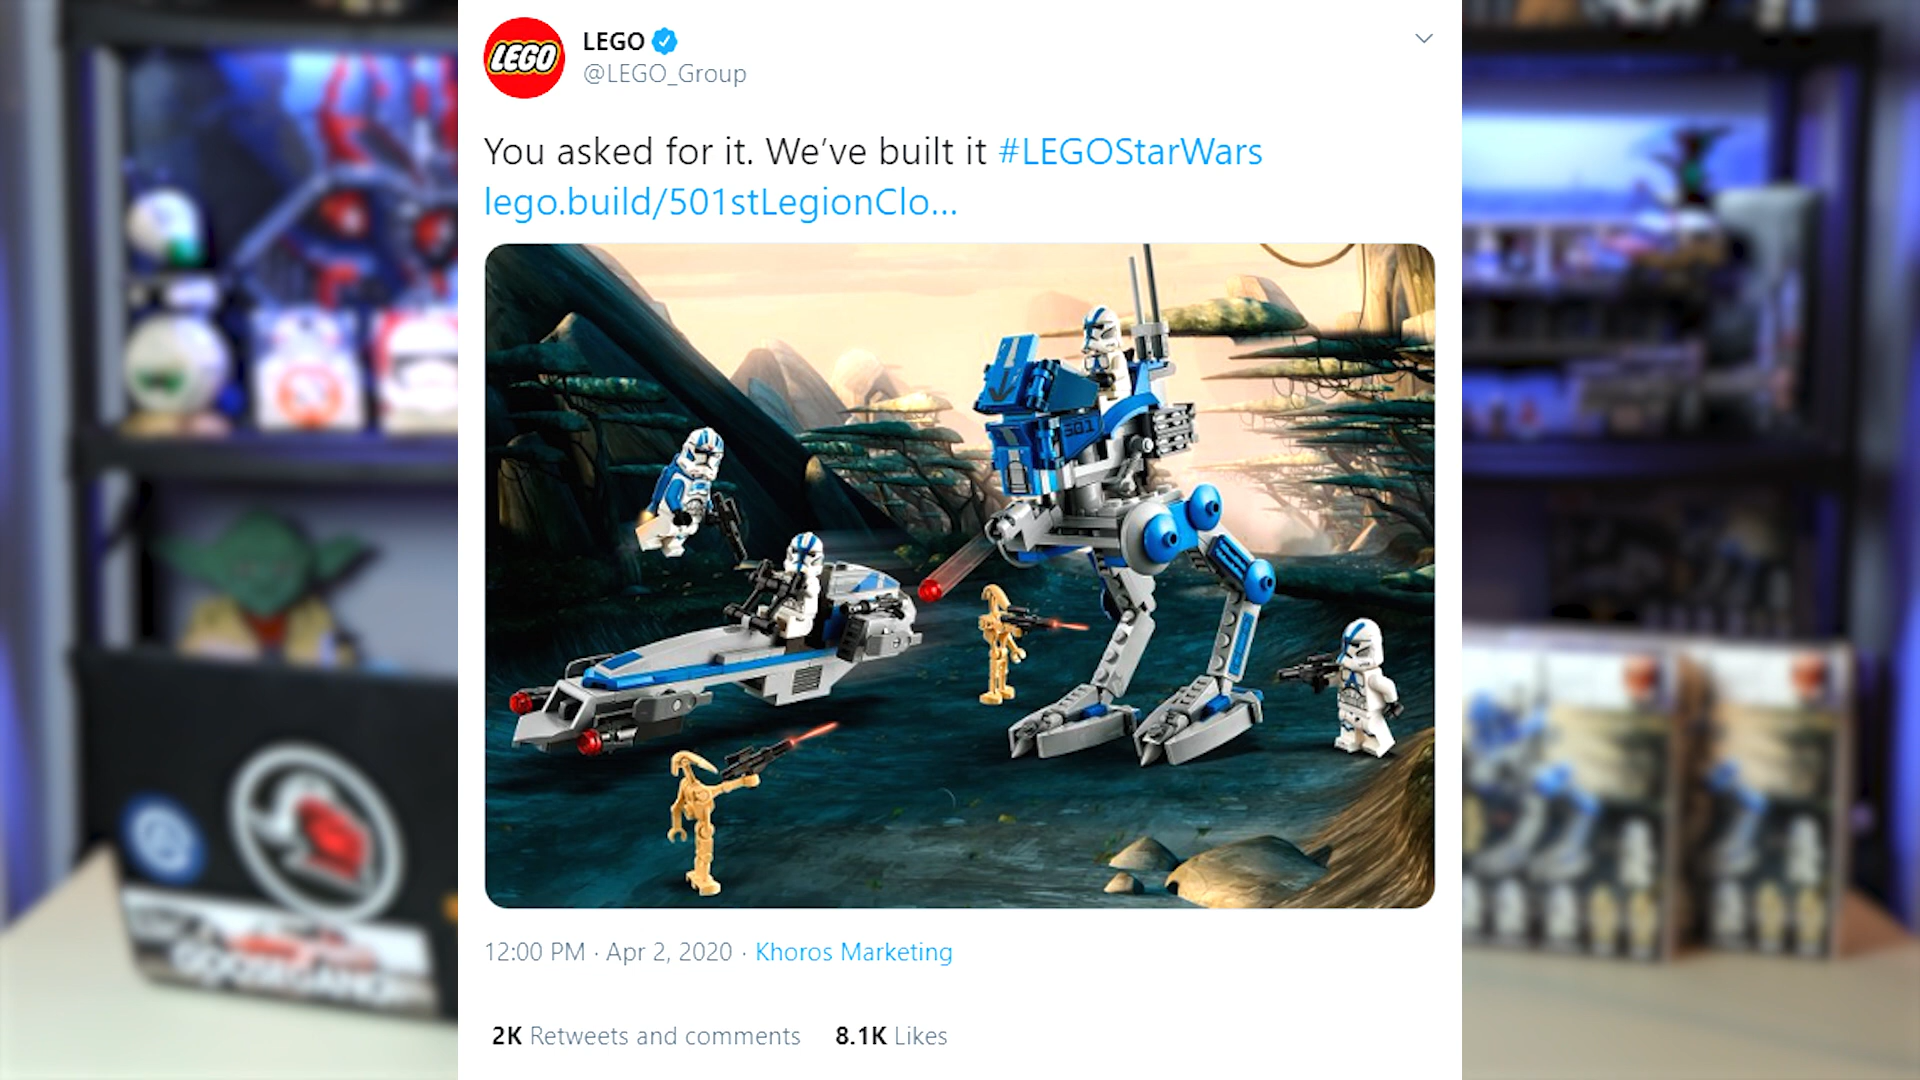 LEGO
LEGO
@LEGO_Group
You asked for it. We’ve built it #LEGOStarWars
lego.build/501stLegionClo...
501
12:00 PM · Apr 2, 2020 · Khoros Marketing
2K Retweets and comments 8.1K Likes